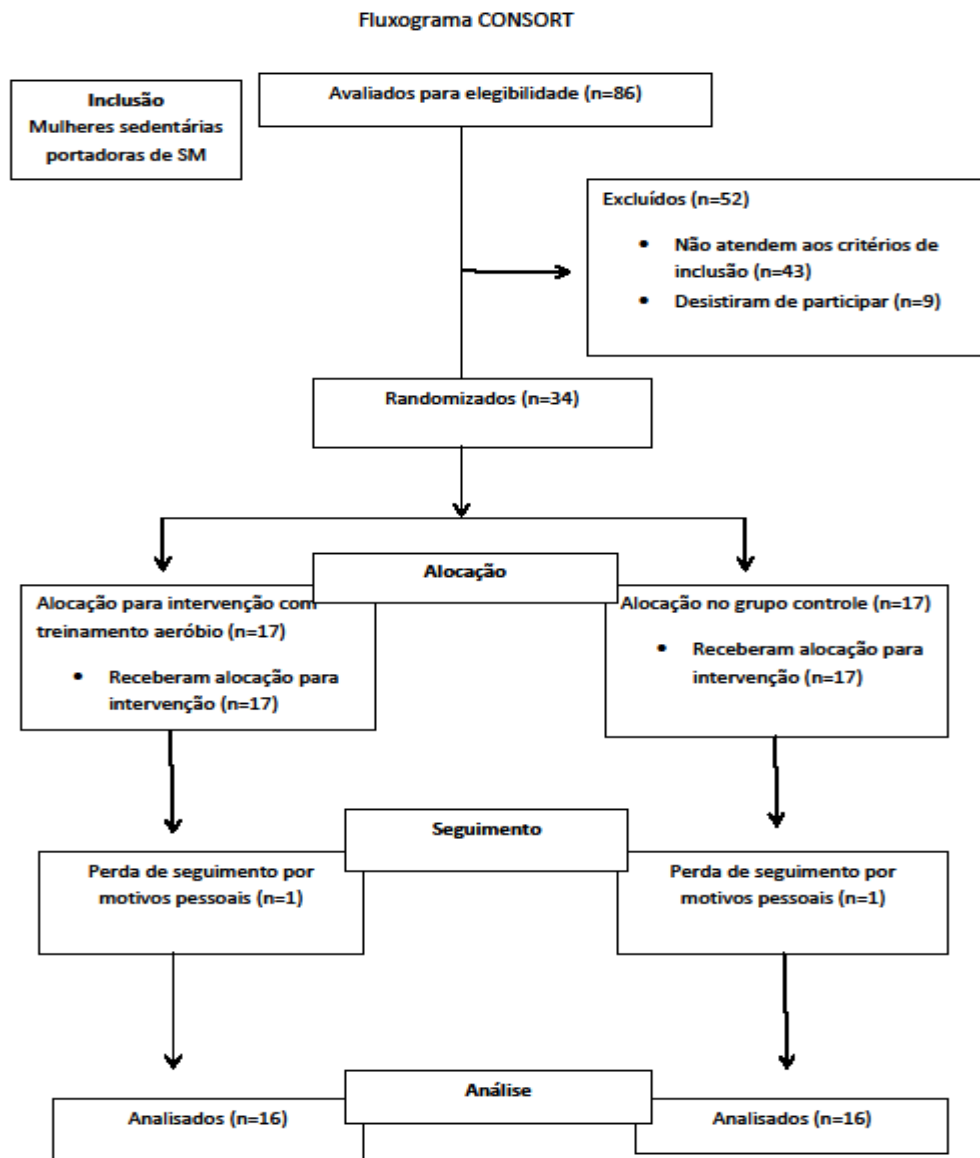 Fluxograma CONSORT
Inclusão
Mulheres sedentárias
portadoras de SM
Avaliados para elegibilidade (n=86)
Excluídos (n=52)
• Não atendem aos critérios de
inclusão (n=43)
• Desistiram de participar (n=9)
Randomizados (n=34)
Alocação
Alocação para intervenção com
treinamento aeróbio (n=17)
• Receberam alocação para
intervenção (n=17)
Alocação no grupo controle (n=17)
• Receberam alocação para
intervenção (n=17)
Seguimento
Perda de seguimento por
motivos pessoais (n=1)
Perda de seguimento por
motivos pessoais (n=1)
Análise
Analisados (n=16)
Analisados (n=16)